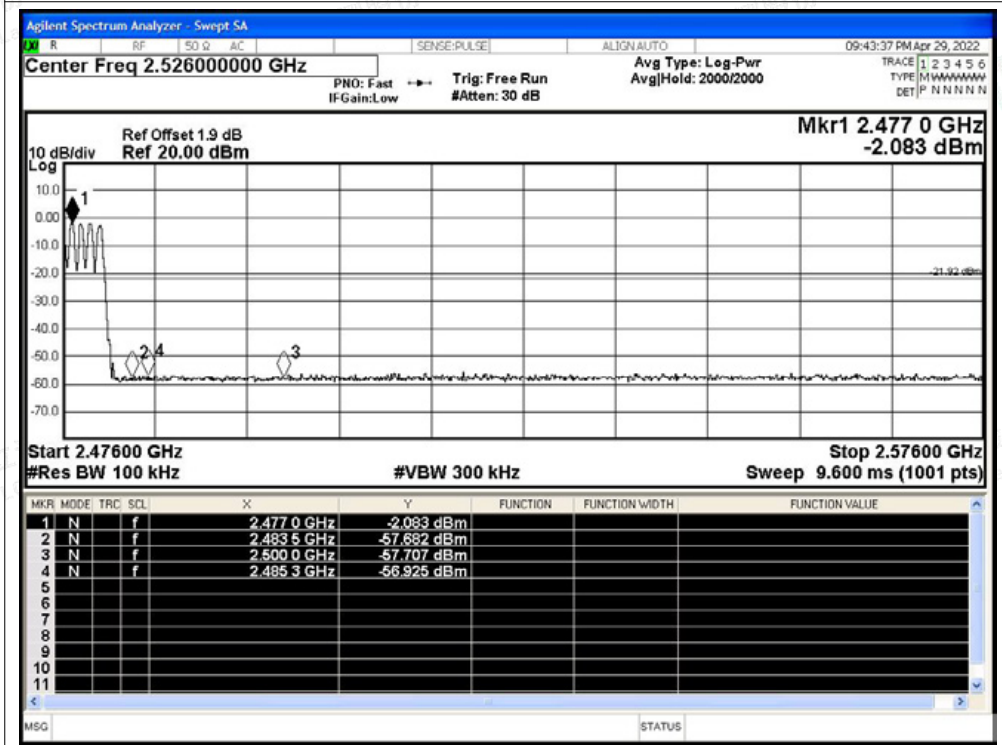 Agilent Spectrum Analyzer - Swept SA
R RF 50 Ω AC SENSE:PULSE ALIGN AUTO 09:43:37 PM Apr 29, 2022
Center Freq 2.526000000 GHz
PNO: Fast
IFGain:Low
Trig: Free Run
#Atten: 30 dB
Avg Type: Log-Pwr
Avg|Hold: 2000/2000
TRACE 1 2 3 4 5 6
TYPE M WWWWW
DET P N N N N N
Mkr1 2.477 0 GHz
-2.083 dBm
Ref Offset 1.9 dB
10 dB/div Ref 20.00 dBm
Log
10.0
0.00
-10.0
-20.0
-30.0
-40.0
-50.0
-60.0
-70.0
1
-21.92 dBm
2 4 3
Start 2.47600 GHz Stop 2.57600 GHz
#Res BW 100 kHz #VBW 300 kHz Sweep 9.600 ms (1001 pts)
MKR MODE TRC SCL X Y FUNCTION FUNCTION WIDTH FUNCTION VALUE
1 N f 2.477 0 GHz -2.083 dBm
2 N f 2.483 5 GHz -57.682 dBm
3 N f 2.500 0 GHz -57.707 dBm
4 N f 2.485 3 GHz -56.925 dBm
5
6
7
8
9
10
11
MSG STATUS